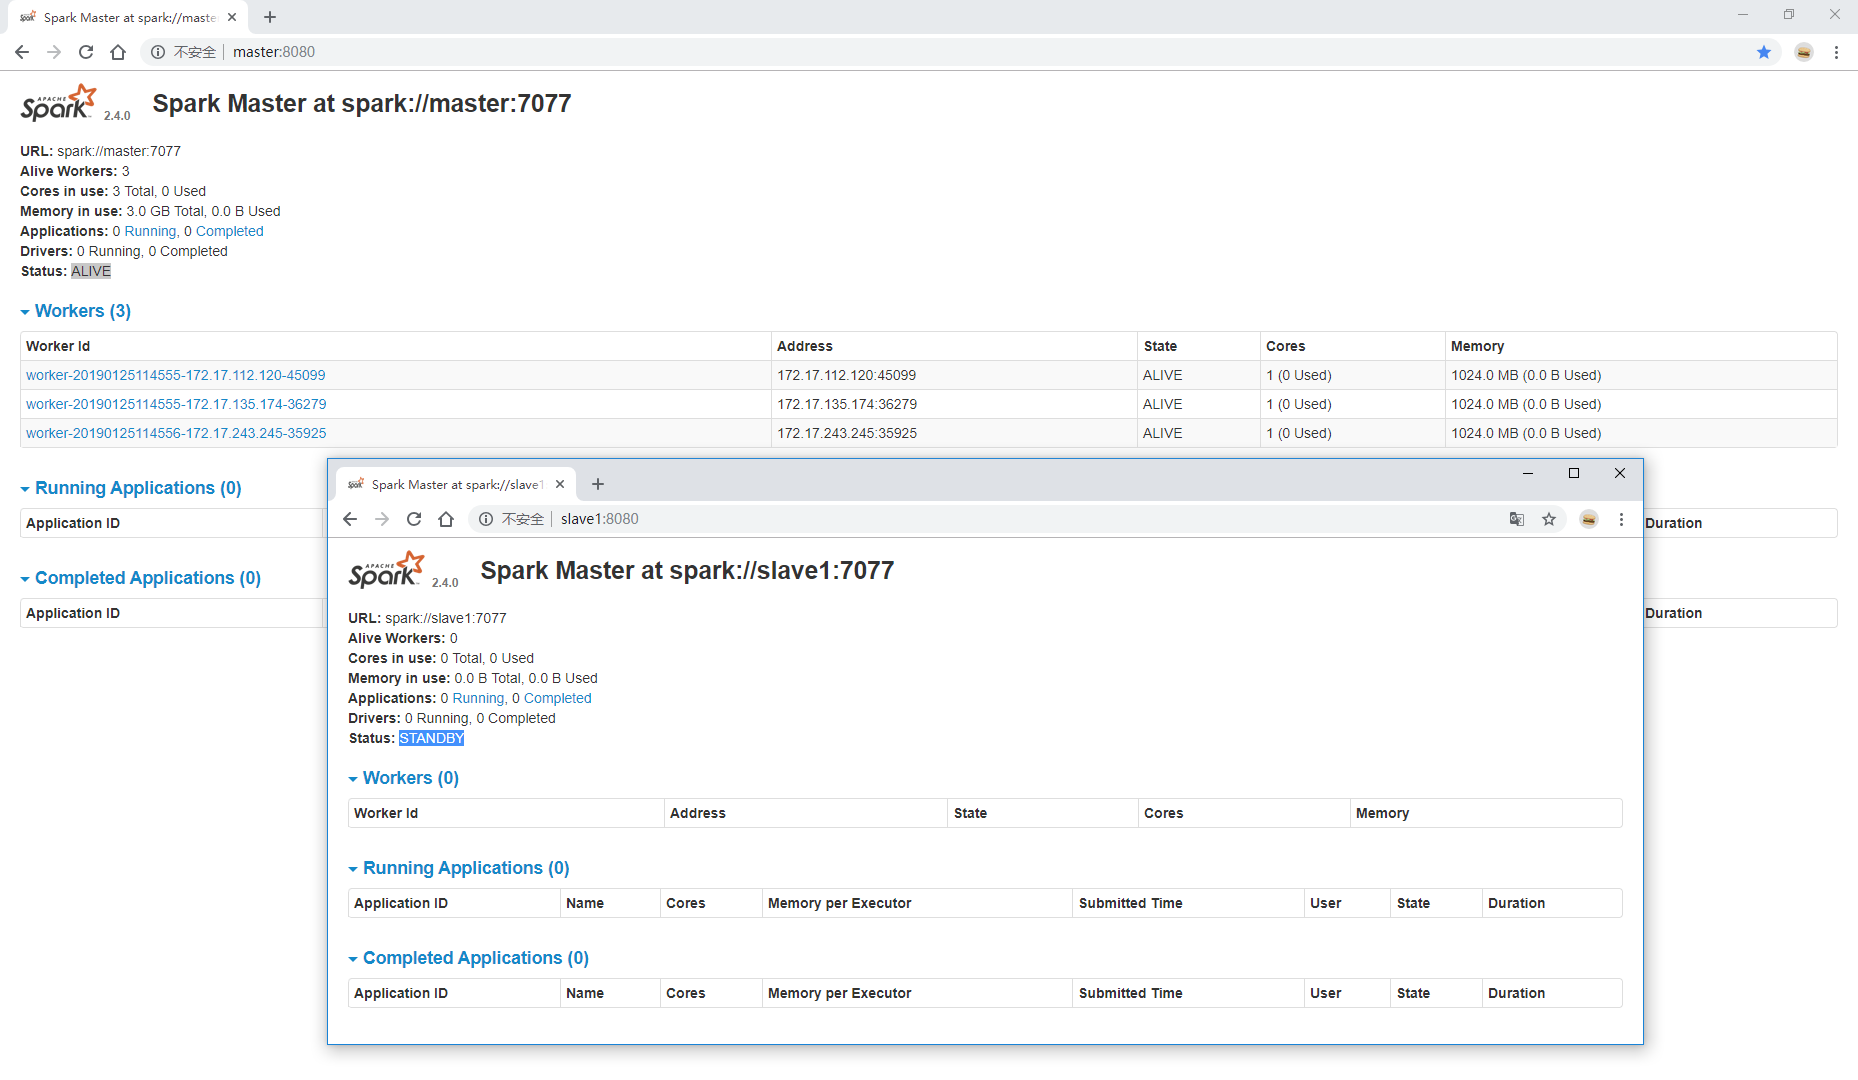 Spark Master at spark://maste
不安全 master:8080
APACHE Spark 2.4.0 Spark Master at spark://master:7077
URL: spark://master:7077
Alive Workers: 3
Cores in use: 3 Total, 0 Used
Memory in use: 3.0 GB Total, 0.0 B Used
Applications: 0 Running, 0 Completed
Drivers: 0 Running, 0 Completed
Status: ALIVE
Workers (3)
Worker Id Address State Cores Memory
worker-20190125114555-172.17.112.120-45099 172.17.112.120:45099 ALIVE 1 (0 Used) 1024.0 MB (0.0 B Used)
worker-20190125114555-172.17.135.174-36279 172.17.135.174:36279 ALIVE 1 (0 Used) 1024.0 MB (0.0 B Used)
worker-20190125114556-172.17.243.245-35925 172.17.243.245:35925 ALIVE 1 (0 Used) 1024.0 MB (0.0 B Used)
Running Applications (0)
Application ID Duration
Completed Applications (0)
Application ID Duration
Spark Master at spark://slave1
不安全 slave1:8080
APACHE Spark 2.4.0 Spark Master at spark://slave1:7077
URL: spark://slave1:7077
Alive Workers: 0
Cores in use: 0 Total, 0 Used
Memory in use: 0.0 B Total, 0.0 B Used
Applications: 0 Running, 0 Completed
Drivers: 0 Running, 0 Completed
Status: STANDBY
Workers (0)
Worker Id Address State Cores Memory
Running Applications (0)
Application ID Name Cores Memory per Executor Submitted Time User State Duration
Completed Applications (0)
Application ID Name Cores Memory per Executor Submitted Time User State Duration